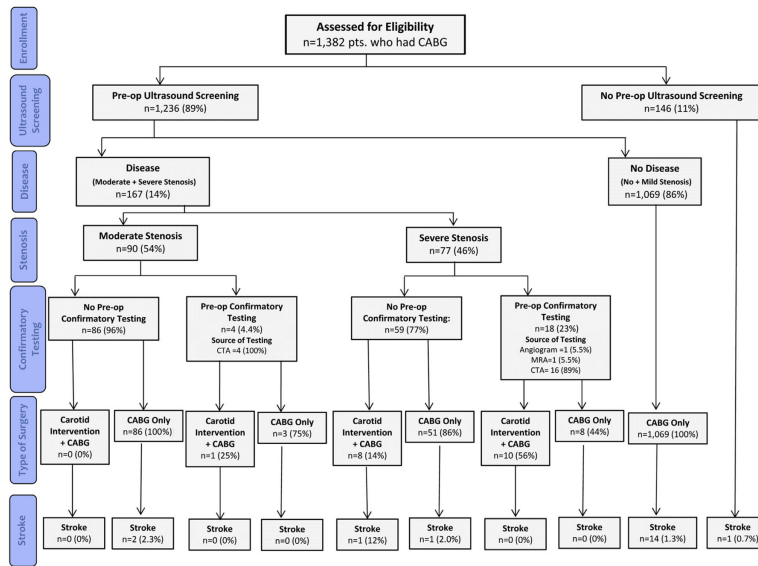 Enrollment
Assessed for Eligibility
n=1,382 pts. who had CABG
Ultrasound
Screening
Pre-op Ultrasound Screening
n=1,236 (89%)
No Pre-op Ultrasound Screening
n=146 (11%)
Disease
Disease
(Moderate + Severe Stenosis)
n=167 (14%)
No Disease
(No + Mild Stenosis)
n=1,069 (86%)
Stenosis
Moderate Stenosis
n=90 (54%)
Severe Stenosis
n=77 (46%)
Confirmatory
Testing
No Pre-op
Confirmatory Testing
n=86 (96%)
Pre-op Confirmatory
Testing
n=4 (4.4%)
Source of Testing
CTA =4 (100%)
No Pre-op
Confirmatory Testing:
n=59 (77%)
Pre-op Confirmatory
Testing
n=18 (23%)
Source of Testing
Angiogram =1 (5.5%)
MRA=1 (5.5%)
CTA= 16 (89%)
Type of Surgery
Carotid
Intervention
+ CABG
n=0 (0%)
CABG Only
n=86 (100%)
Carotid
Intervention
+ CABG
n=1 (25%)
CABG Only
n=3 (75%)
Carotid
Intervention
+ CABG
n=8 (14%)
CABG Only
n=51 (86%)
Carotid
Intervention
+ CABG
n=10 (56%)
CABG Only
n=8 (44%)
CABG Only
n=1,069 (100%)
Stroke
Stroke
n=0 (0%)
Stroke
n=2 (2.3%)
Stroke
n=0 (0%)
Stroke
n=0 (0%)
Stroke
n=1 (12%)
Stroke
n=1 (2.0%)
Stroke
n=0 (0%)
Stroke
n=0 (0%)
Stroke
n=14 (1.3%)
Stroke
n=1 (0.7%)